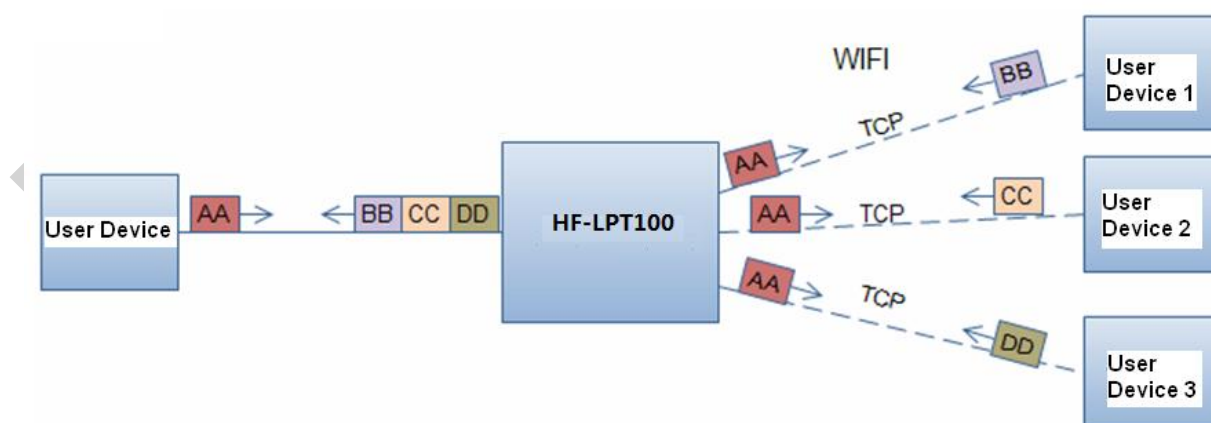 WIFI
BB
User
Device 1
TCP
AA
User Device
AA
BB CC DD
HF-LPT100
AA
TCP
CC
User
Device 2
AA
TCP
DD
User
Device 3